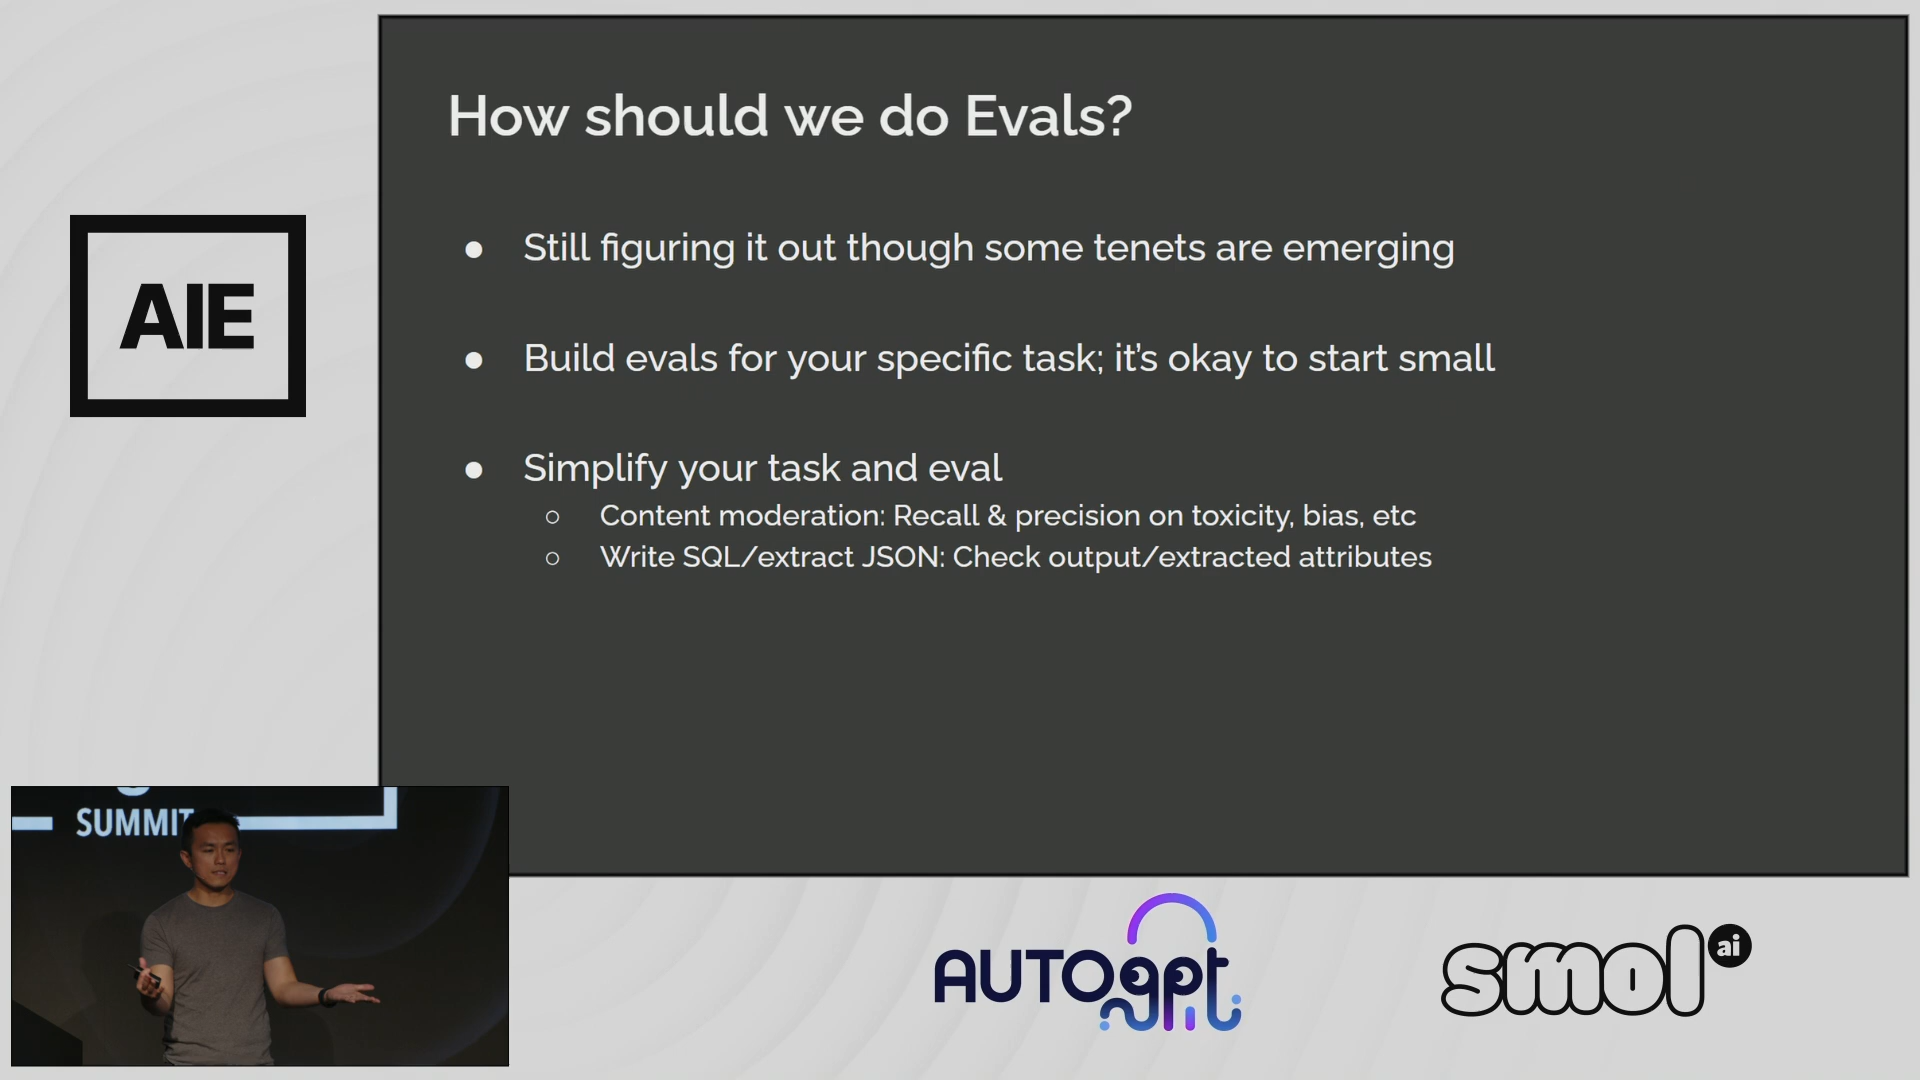 How should we do Evals?
● Still figuring it out though some tenets are emerging
● Build evals for your specific task; it’s okay to start small
● Simplify your task and eval
○ Content moderation: Recall & precision on toxicity, bias, etc
○ Write SQL/extract JSON: Check output/extracted attributes
AIE
SUMMIT
AUTOgpt
smol ai